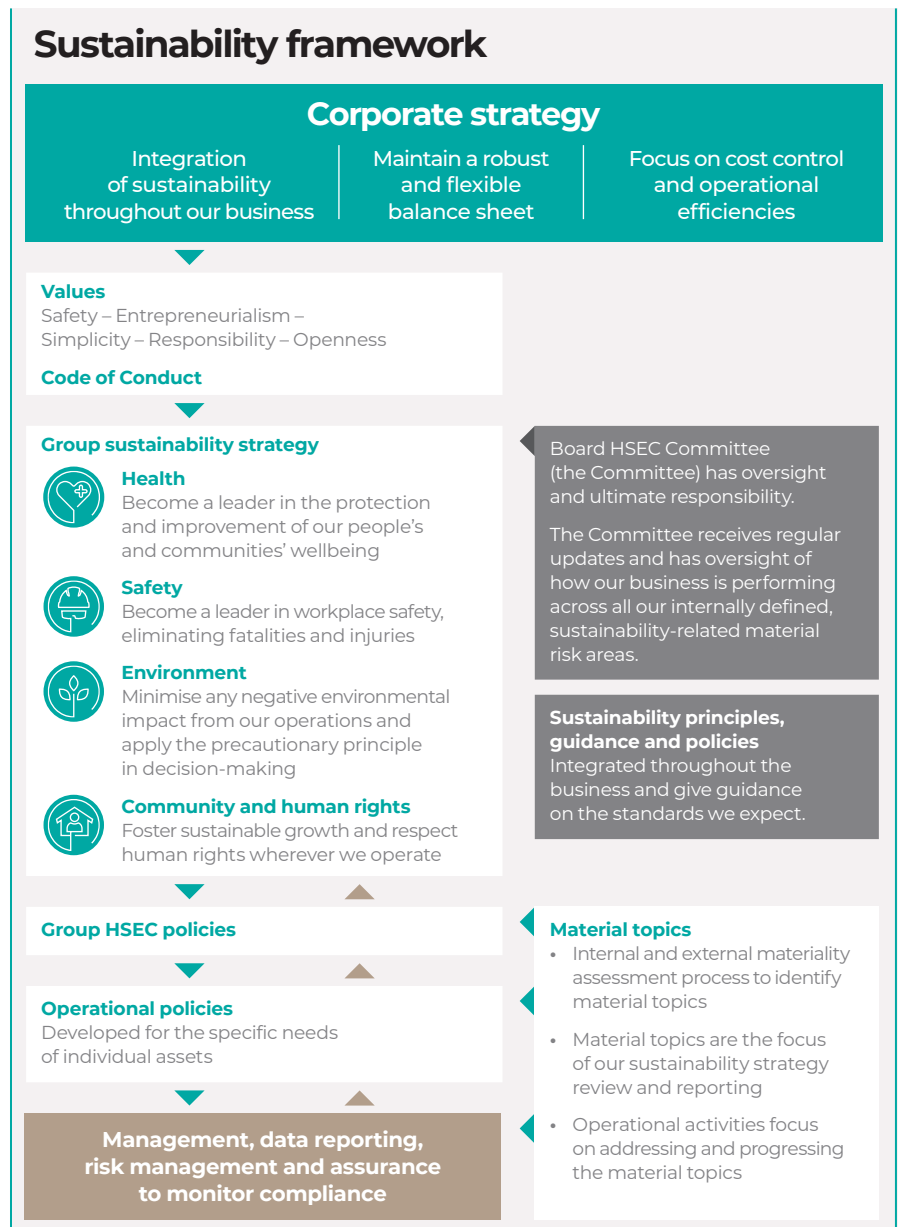 Sustainability framework
Corporate strategy
Integration
of sustainability
throughout our business
Maintain a robust
and flexible
balance sheet
Focus on cost control
and operational
efficiencies
Values
Safety – Entrepreneurialism –
Simplicity – Responsibility – Openness
Code of Conduct
Group sustainability strategy
Health
Become a leader in the protection
and improvement of our people’s
and communities’ wellbeing
Safety
Become a leader in workplace safety,
eliminating fatalities and injuries
Environment
Minimise any negative environmental
impact from our operations and
apply the precautionary principle
in decision-making
Community and human rights
Foster sustainable growth and respect
human rights wherever we operate
Board HSEC Committee
(the Committee) has oversight
and ultimate responsibility.
The Committee receives regular
updates and has oversight of
how our business is performing
across all our internally defined,
sustainability-related material
risk areas.
Sustainability principles,
guidance and policies
Integrated throughout the
business and give guidance
on the standards we expect.
Group HSEC policies
Operational policies
Developed for the specific needs
of individual assets
Management, data reporting,
risk management and assurance
to monitor compliance
Material topics
• Internal and external materiality
assessment process to identify
material topics
• Material topics are the focus
of our sustainability strategy
review and reporting
• Operational activities focus
on addressing and progressing
the material topics